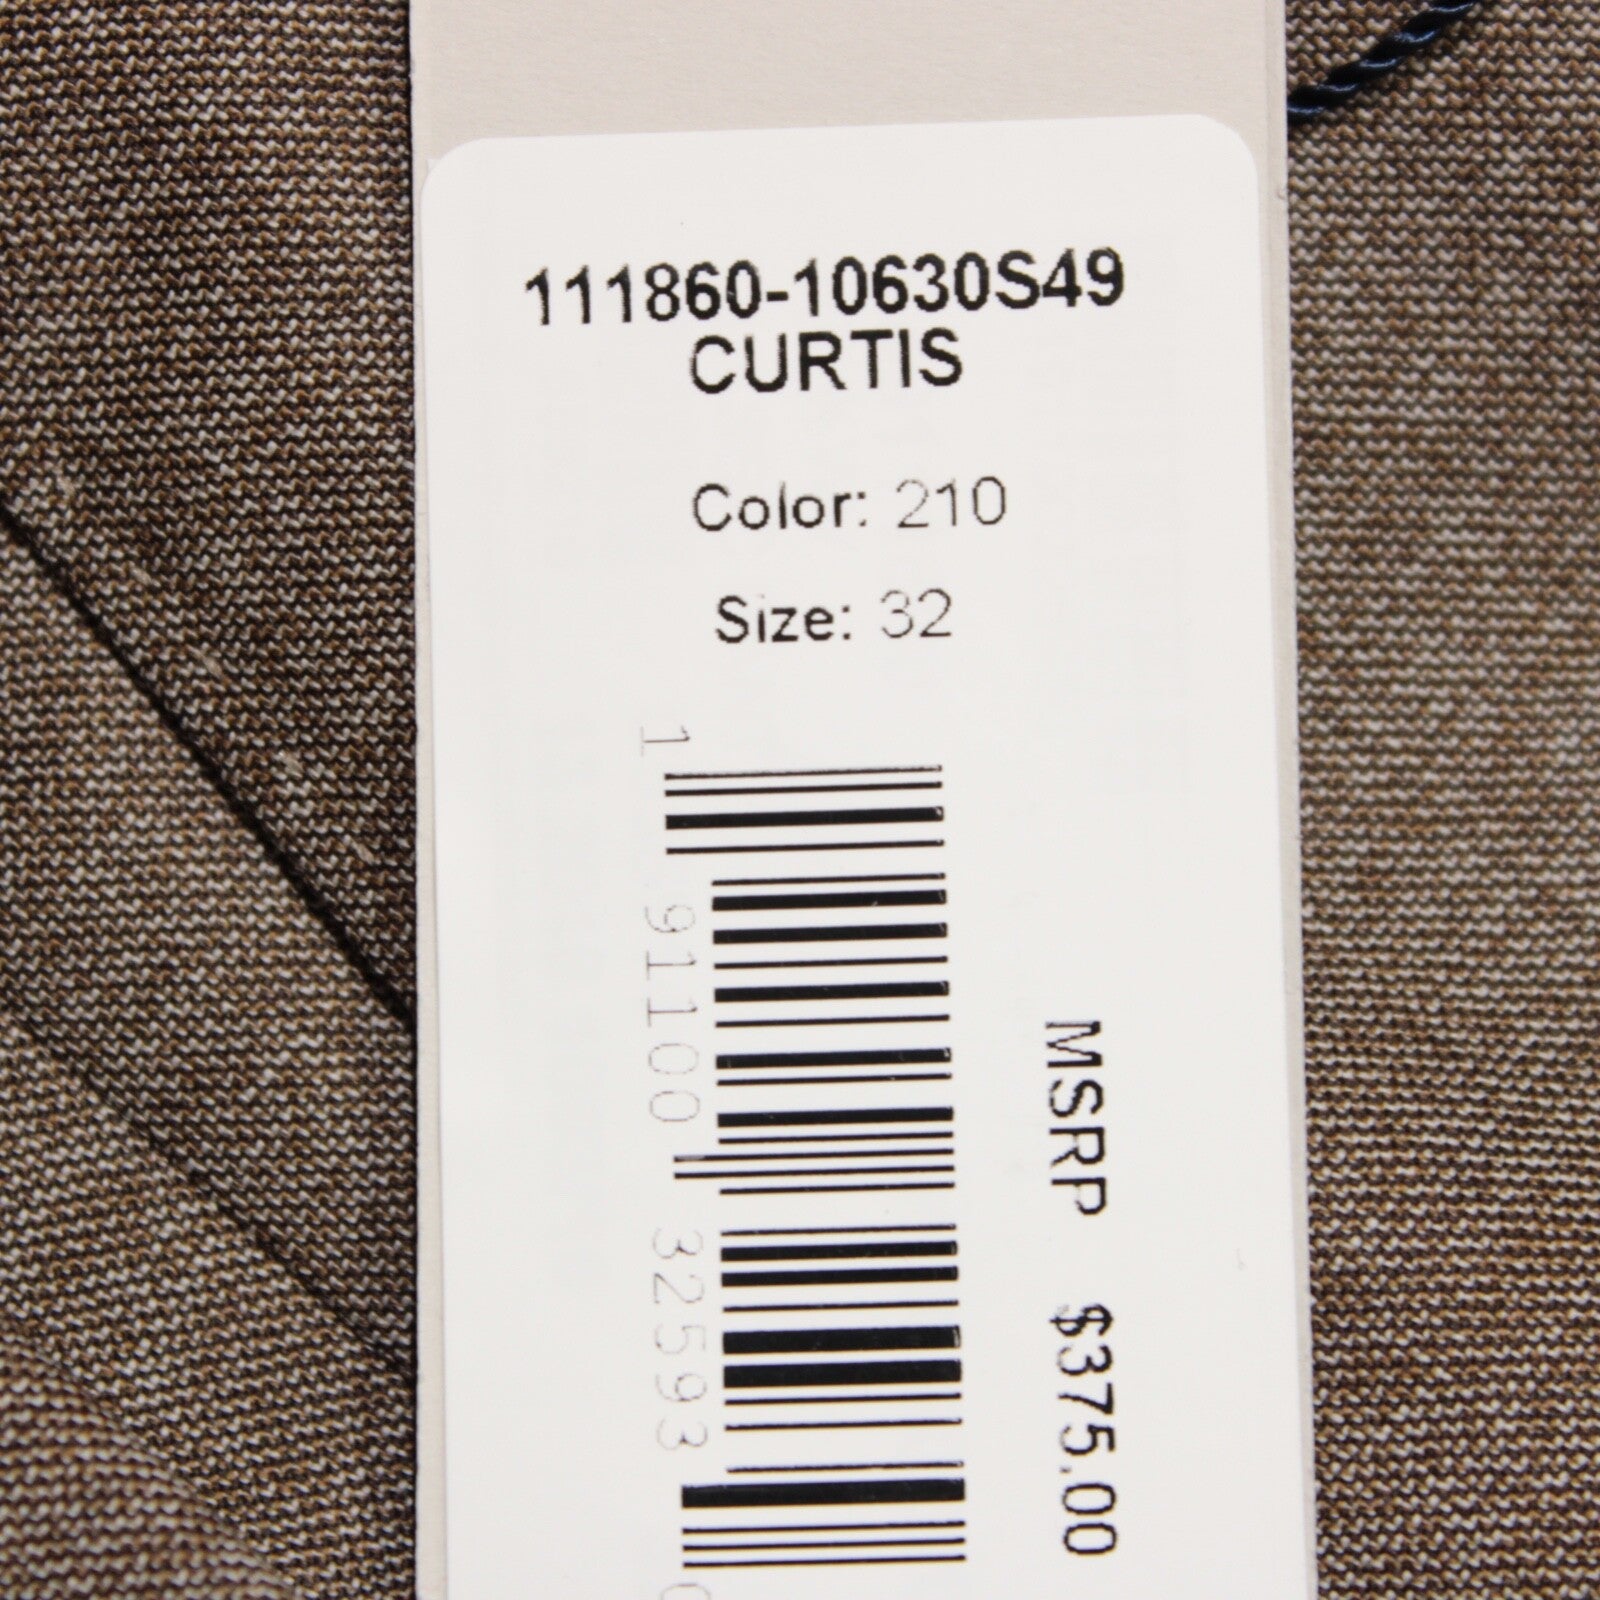 111860-10630S49
CURTIS
Color: 210
Size: 32
1 91100 32593
MSRP $375.00